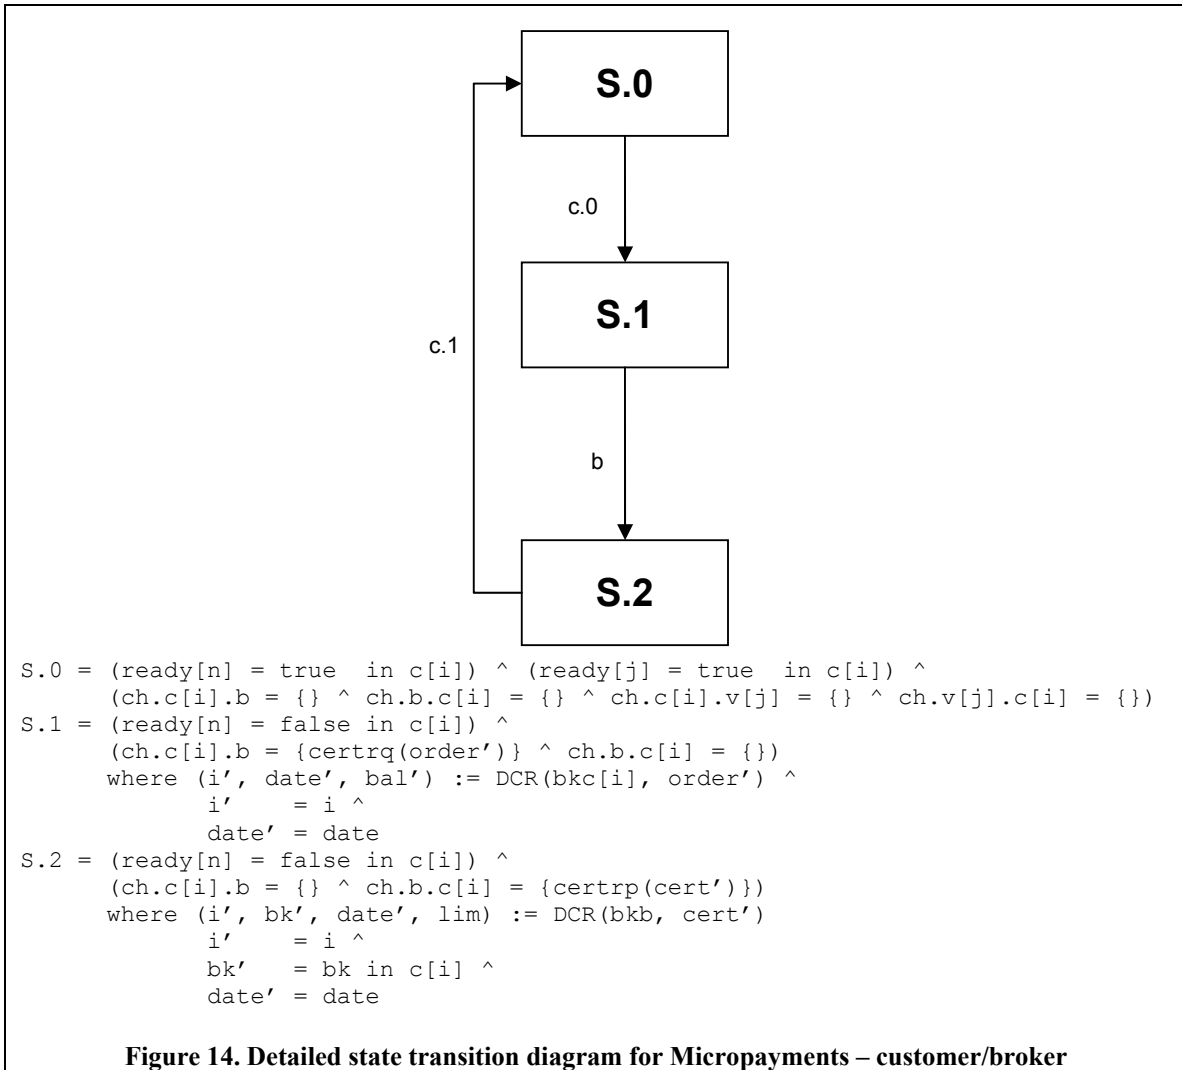 S.0
c.0
S.1
c.1
b
S.2
S.0 = (ready[n] = true  in c[i]) ^ (ready[j] = true  in c[i]) ^
(ch.c[i].b = {} ^ ch.b.c[i] = {} ^ ch.c[i].v[j] = {} ^ ch.v[j].c[i] = {})
S.1 = (ready[n] = false in c[i]) ^
(ch.c[i].b = {certrq(order′)} ^ ch.b.c[i] = {})
where (i′, date′, bal′) := DCR(bkc[i], order′) ^
i′    = i ^
date′ = date
S.2 = (ready[n] = false in c[i]) ^
(ch.c[i].b = {} ^ ch.b.c[i] = {certrp(cert′)})
where (i′, bk′, date′, lim) := DCR(bkb, cert′)
i′    = i ^
bk′   = bk in c[i] ^
date′ = date
Figure 14. Detailed state transition diagram for Micropayments – customer/broker